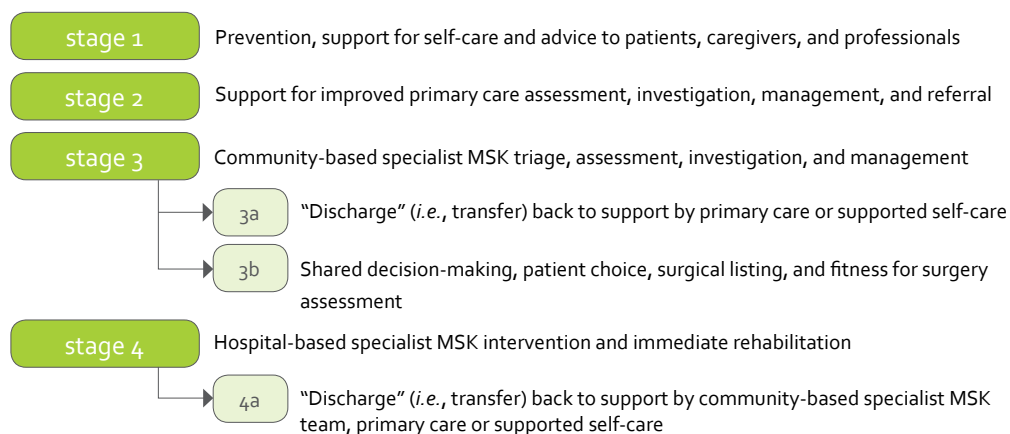 stage 1 Prevention, support for self-care and advice to patients, caregivers, and professionals
stage 2 Support for improved primary care assessment, investigation, management, and referral
stage 3 Community-based specialist MSK triage, assessment, investigation, and management
3a “Discharge” (i.e., transfer) back to support by primary care or supported self-care
3b Shared decision-making, patient choice, surgical listing, and fitness for surgery
assessment
stage 4 Hospital-based specialist MSK intervention and immediate rehabilitation
4a “Discharge” (i.e., transfer) back to support by community-based specialist MSK
team, primary care or supported self-care